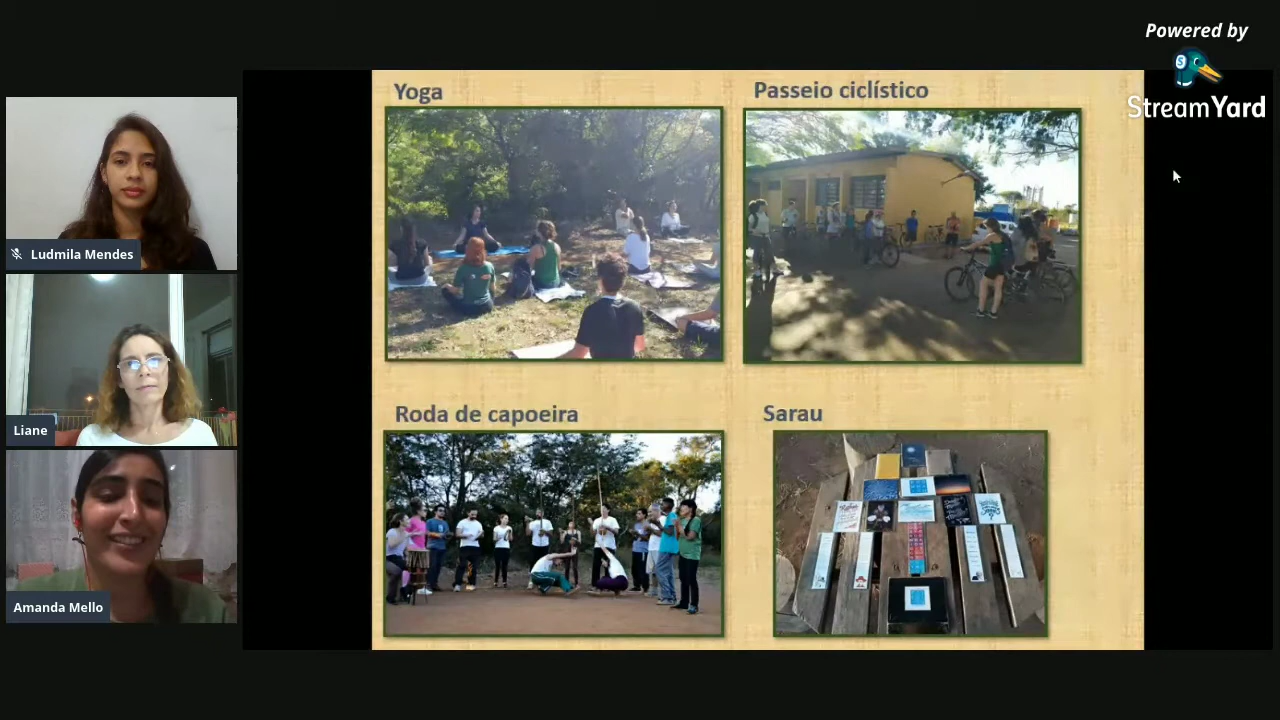 Powered by
StreamYard
Yoga
Passeio ciclístico
Roda de capoeira
Sarau
Ludmila Mendes
Liane
Amanda Mello